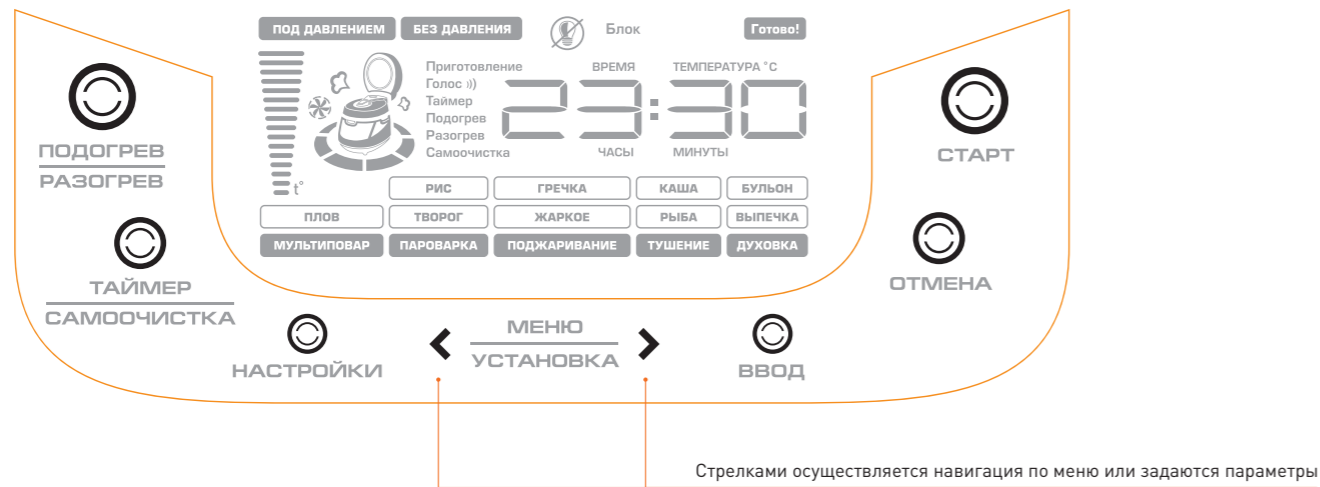 ПОД ДАВЛЕНИЕМ БЕЗ ДАВЛЕНИЯ Блок Готово!
Приготовление ВРЕМЯ ТЕМПЕРАТУРА °C
Голос
Таймер
Подогрев
Разогрев
Самоочистка
23:30
ЧАСЫ МИНУТЫ
t°
РИС ГРЕЧКА КАША БУЛЬОН
ПЛОВ ТВОРОГ ЖАРКОЕ РЫБА ВЫПЕЧКА
МУЛЬТИПОВАР ПАРОВАРКА ПОДЖАРИВАНИЕ ТУШЕНИЕ ДУХОВКА
ПОДОГРЕВ
РАЗОГРЕВ
ТАЙМЕР
САМООЧИСТКА
НАСТРОЙКИ
МЕНЮ
УСТАНОВКА
ВВОД
СТАРТ
ОТМЕНА
Стрелками осуществляется навигация по меню или задаются параметры